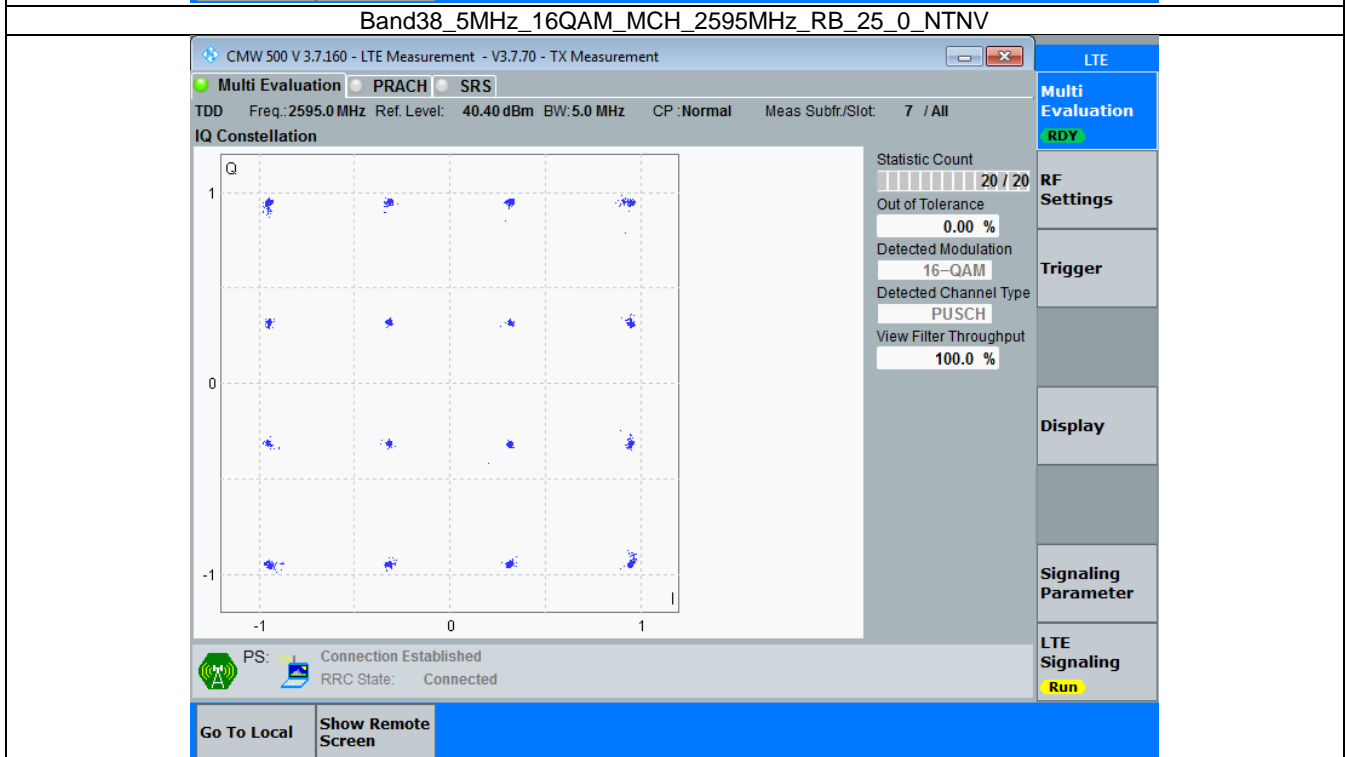 Band38_5MHz_16QAM_MCH_2595MHz_RB_25_0_NTNV
CMW 500 V 3.7.160 - LTE Measurement - V3.7.70 - TX Measurement
LTE
Multi Evaluation PRACH SRS
TDD Freq.: 2595.0 MHz Ref. Level: 40.40 dBm BW: 5.0 MHz CP : Normal Meas Subfr./Slot: 7 / All
IQ Constellation
Q
1
0
-1
I
-1 0 1
Statistic Count
20 / 20
Out of Tolerance
0.00 %
Detected Modulation
16-QAM
Detected Channel Type
PUSCH
View Filter Throughput
100.0 %
Multi
Evaluation
RDY
RF
Settings
Trigger
Display
Signaling
Parameter
LTE
Signaling
Run
PS:
Connection Established
RRC State: Connected
Go To Local
Show Remote
Screen